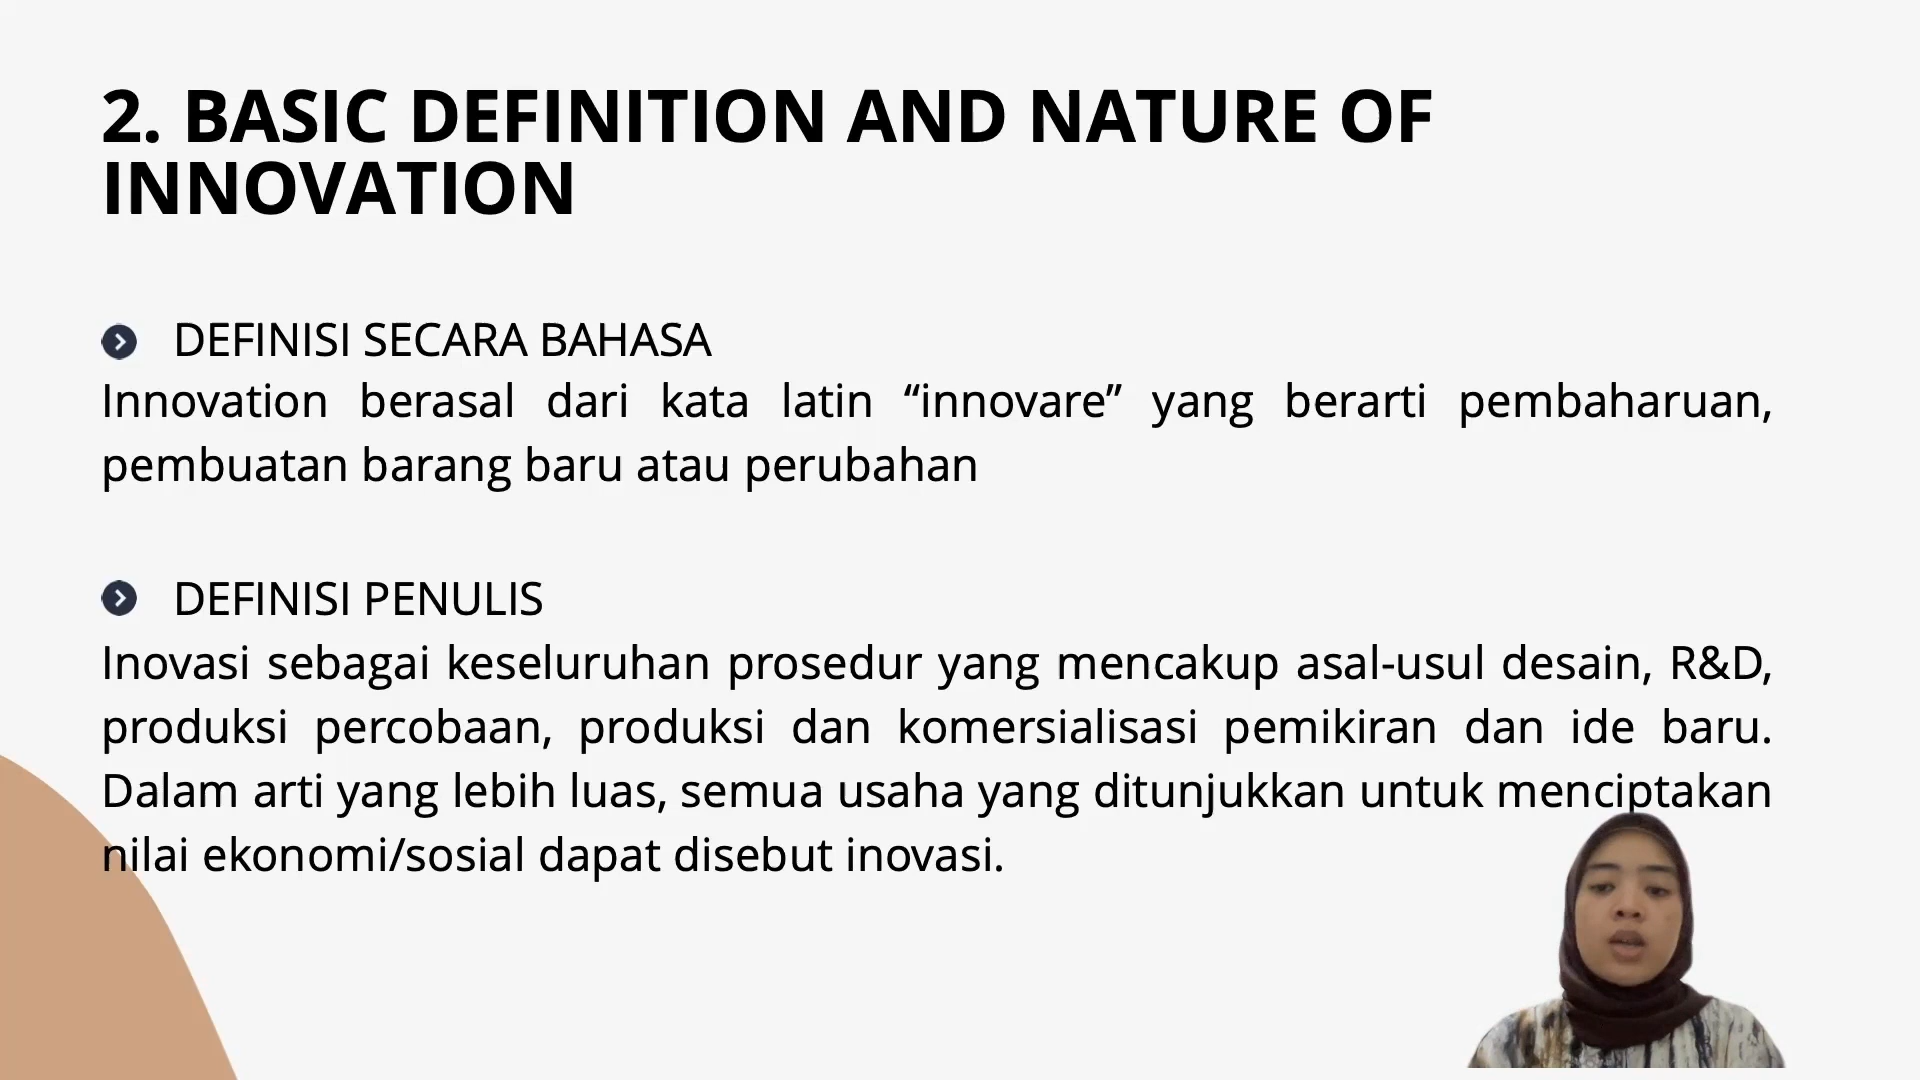 2. BASIC DEFINITION AND NATURE OF
INNOVATION
DEFINISI SECARA BAHASA
Innovation berasal dari kata latin “innovare” yang berarti pembaharuan,
pembuatan barang baru atau perubahan
DEFINISI PENULIS
Inovasi sebagai keseluruhan prosedur yang mencakup asal-usul desain, R&D,
produksi percobaan, produksi dan komersialisasi pemikiran dan ide baru.
Dalam arti yang lebih luas, semua usaha yang ditunjukkan untuk menciptakan
nilai ekonomi/sosial dapat disebut inovasi.